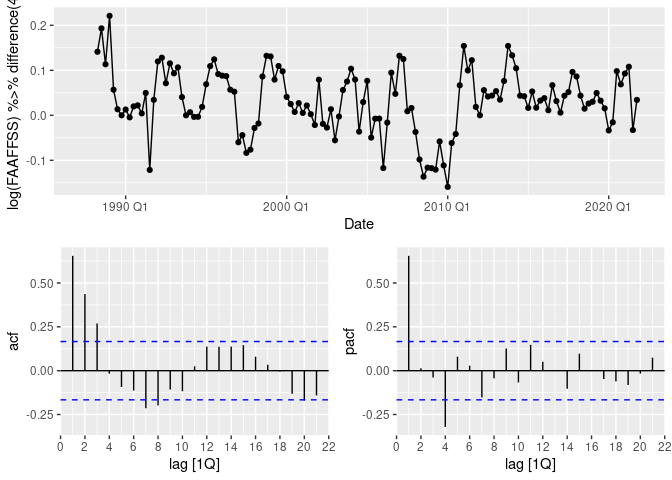 log(FAAFFSS) %>% difference(4
0.2
0.1
0.0
-0.1
1990 Q1 2000 Q1 2010 Q1 2020 Q1
Date
acf
0.50
0.25
0.00
-0.25
0 2 4 6 8 10 12 14 16 18 20 22
lag [1Q]
pacf
0.50
0.25
0.00
-0.25
0 2 4 6 8 10 12 14 16 18 20 22
lag [1Q]